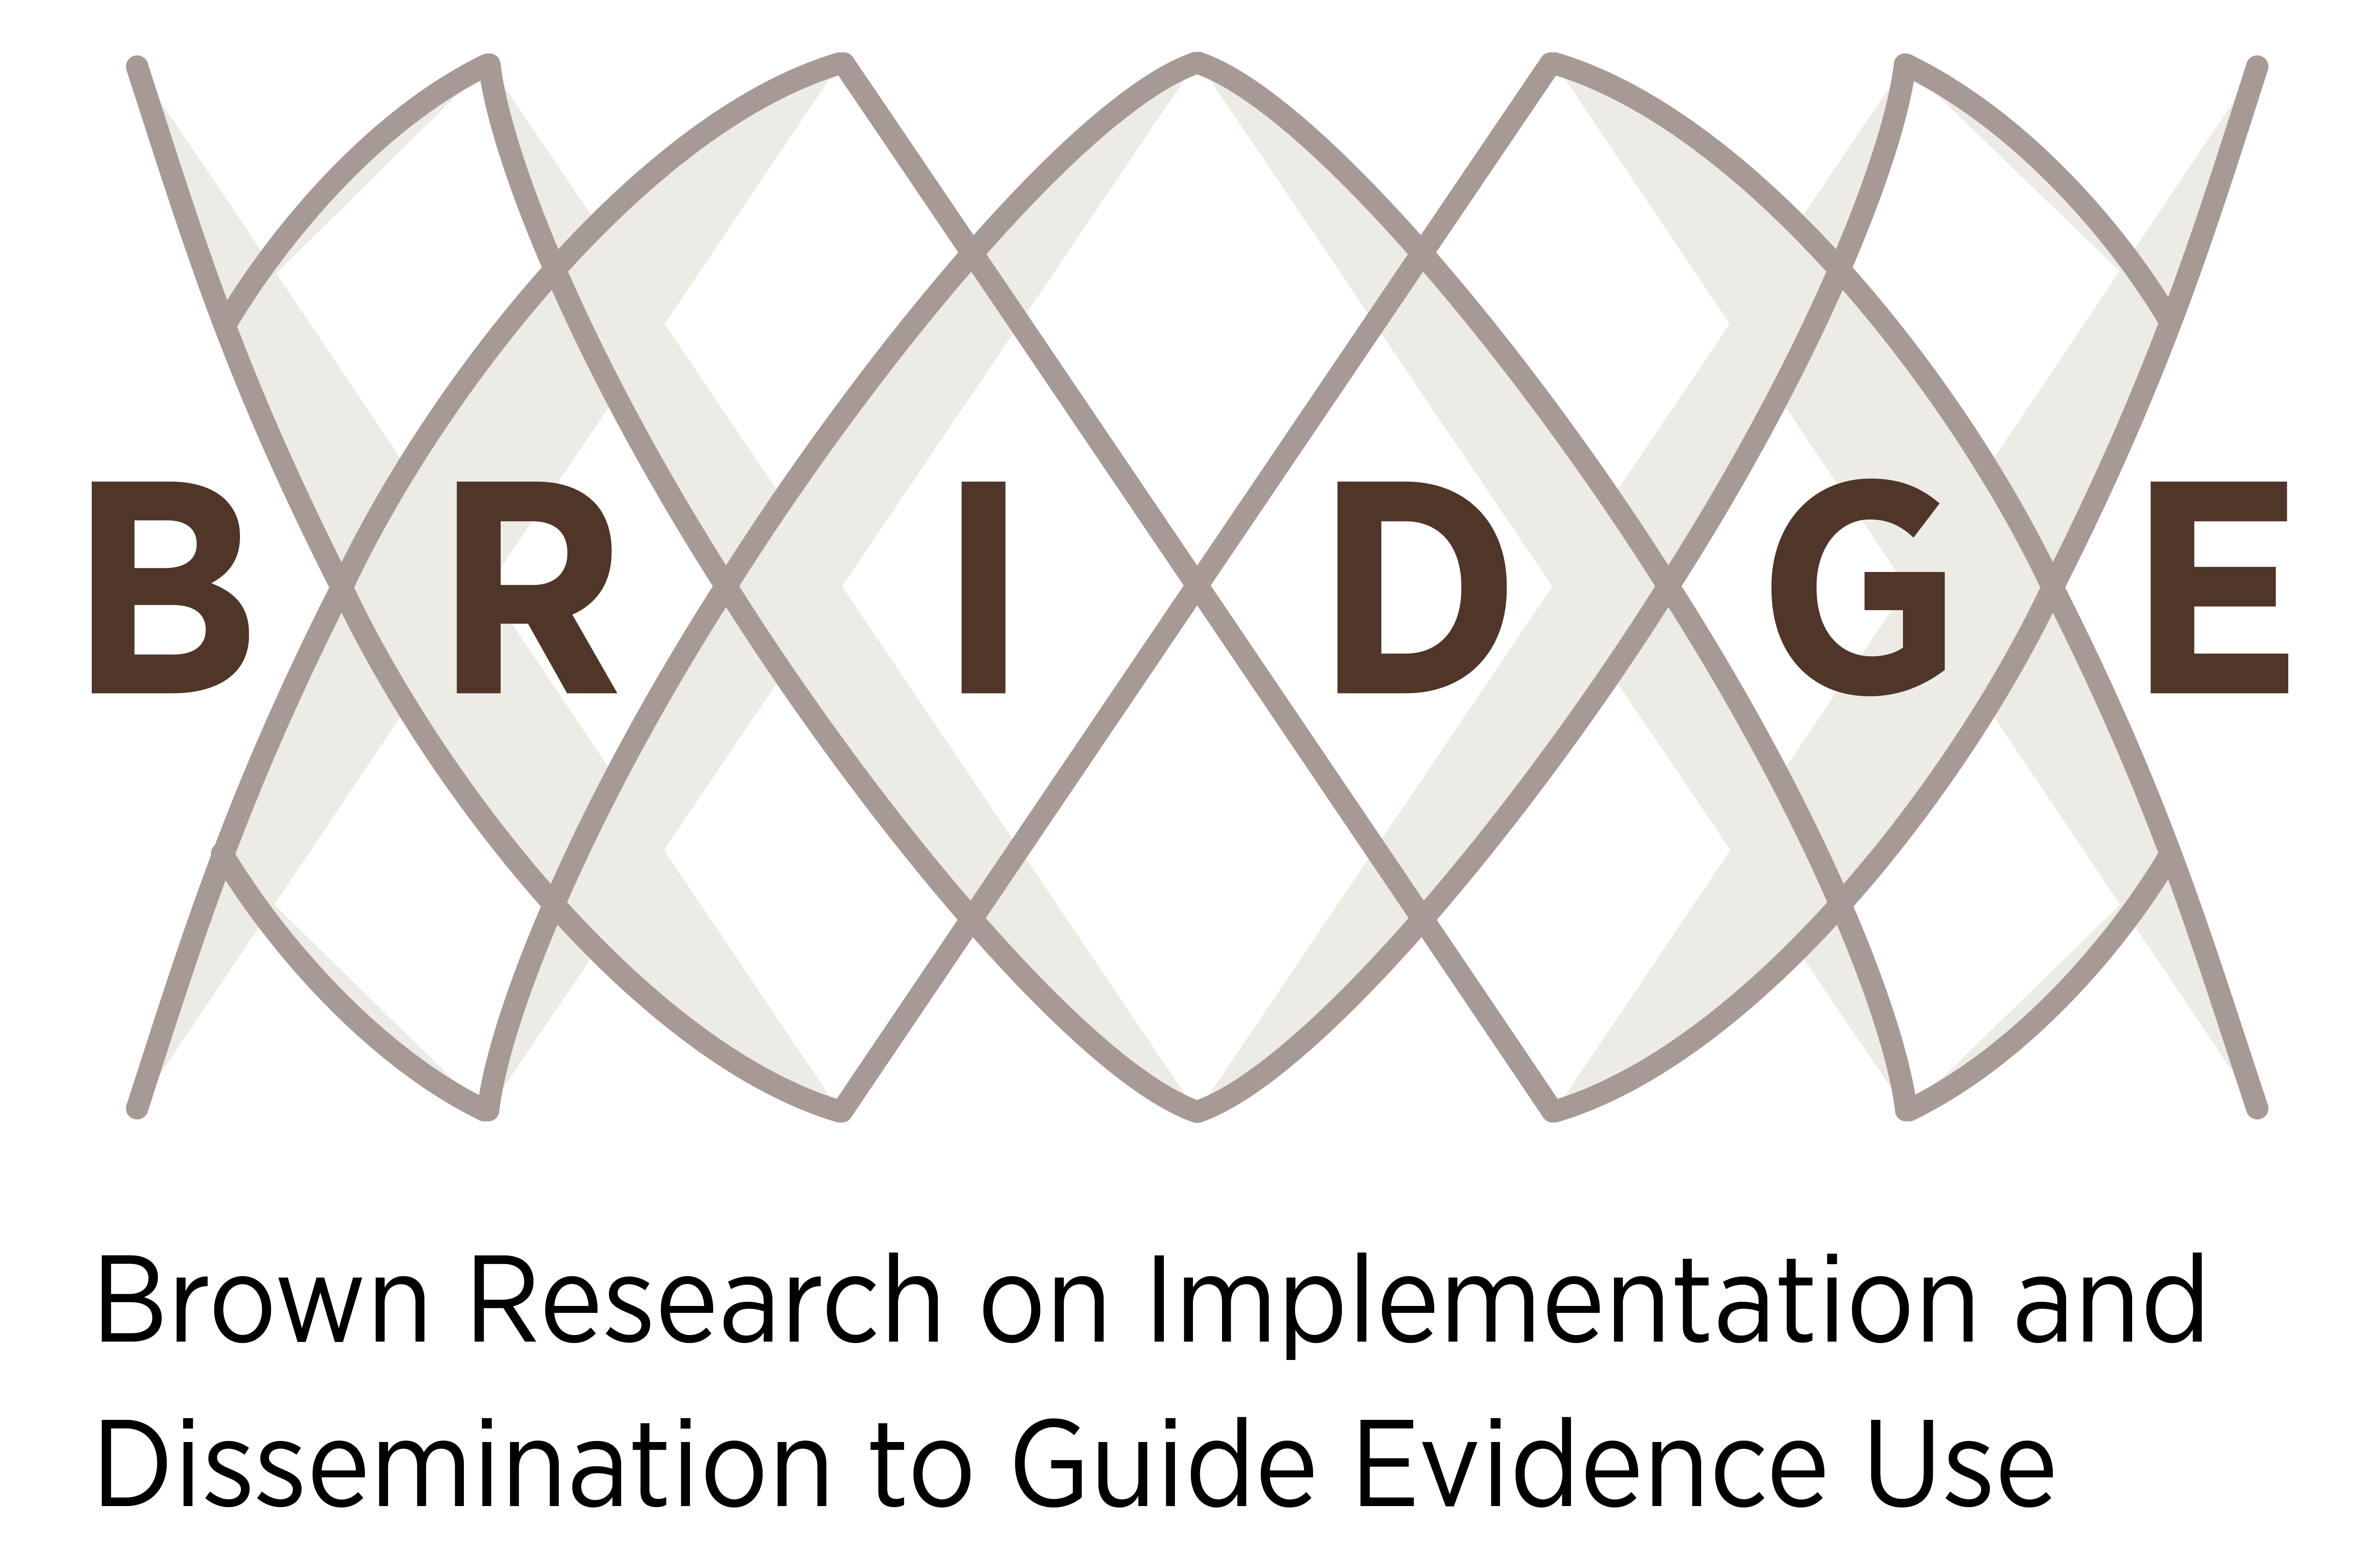 BRIDGE
Brown Research on Implementation and
Dissemination to Guide Evidence Use